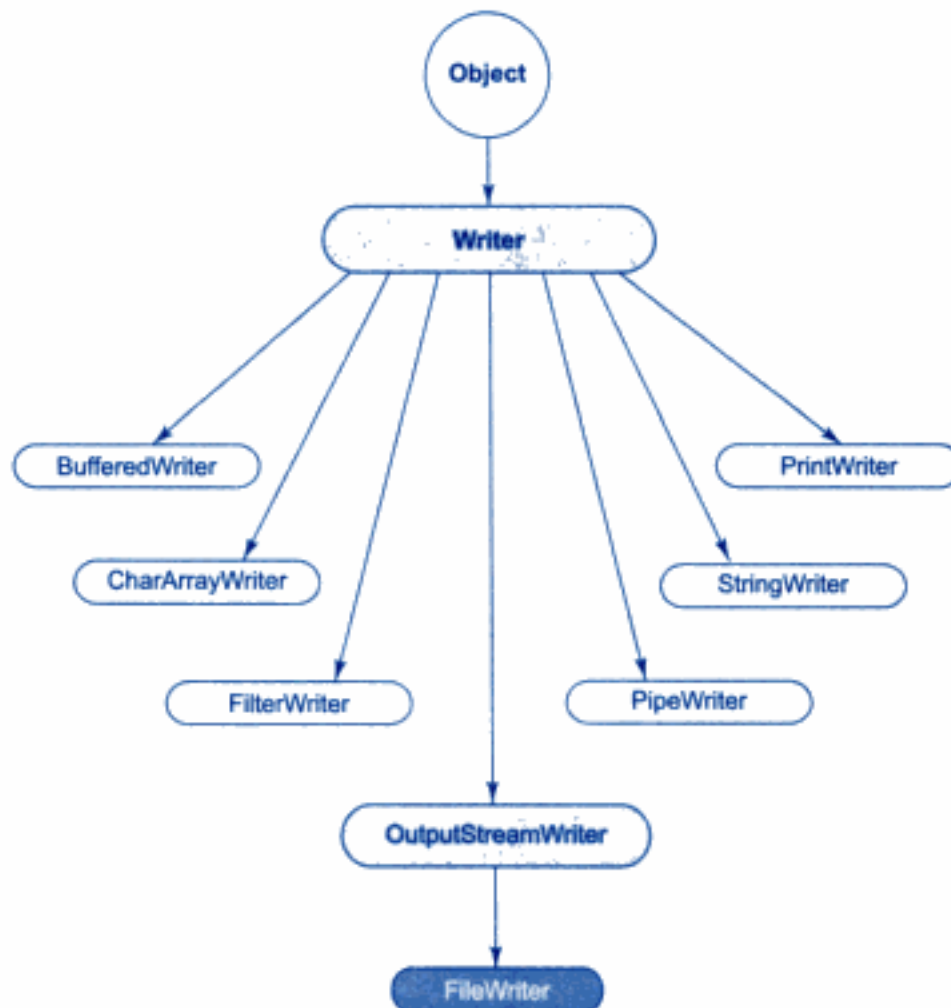 Object
Writer
BufferedWriter
PrintWriter
CharArrayWriter
StringWriter
FilterWriter
PipeWriter
OutputStreamWriter
FileWriter